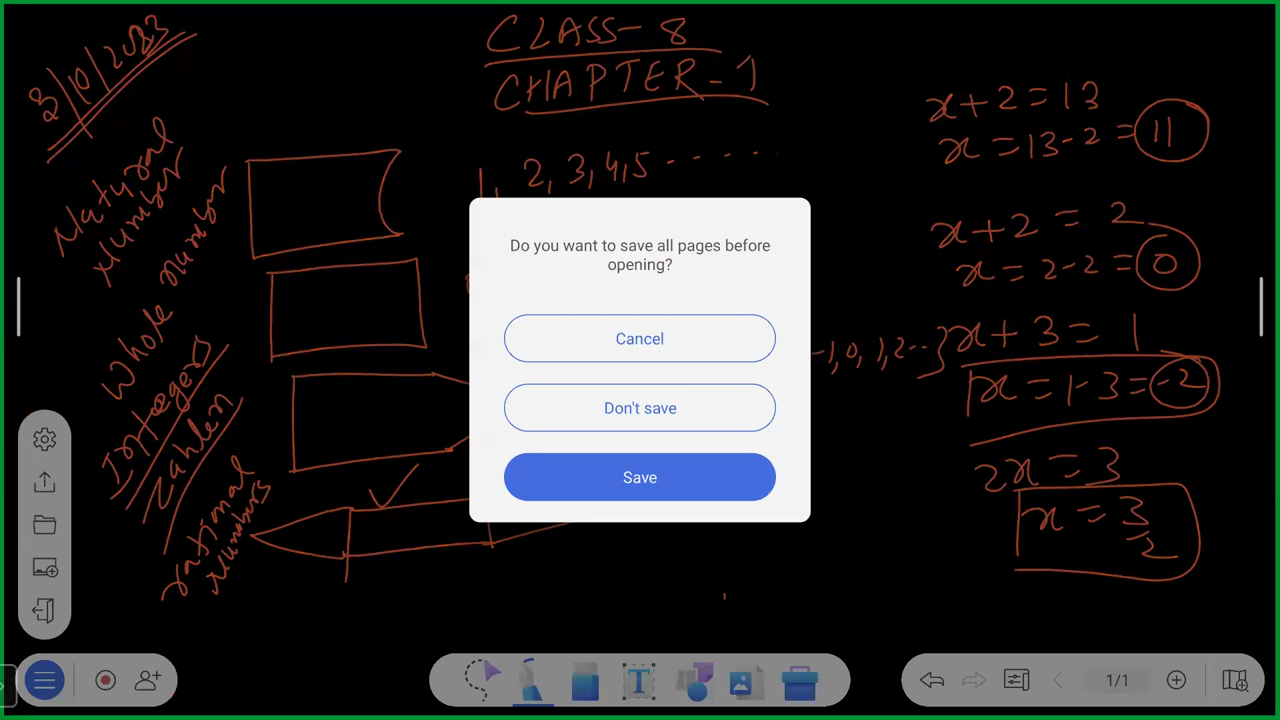 3/10/2023
CLASS-8
CHAPTER-1
1, 2, 3, 4, 5 - - - - - -
Natural
Number
Whole number
Integers
Zahlen
rational
Numbers
x+2=13
x=13-2=11
x+2=2
x=2-2=0
-1, 0, 1, 2--}
x+3=1
x=1-3=-2
2x=3
x=3/2
Do you want to save all pages before
opening?
Cancel
Don't save
Save
T
1/1